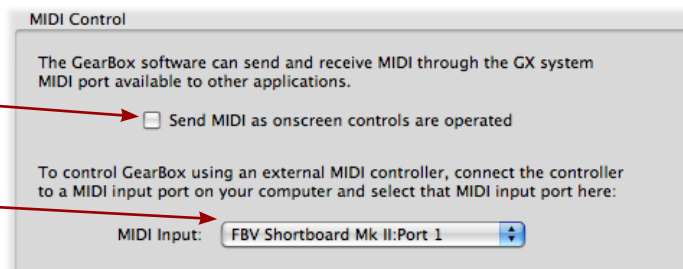 MIDI Control
The GearBox software can send and receive MIDI through the GX system
MIDI port available to other applications.
Send MIDI as onscreen controls are operated
To control GearBox using an external MIDI controller, connect the controller
to a MIDI input port on your computer and select that MIDI input port here:
MIDI Input: FBV Shortboard Mk II:Port 1